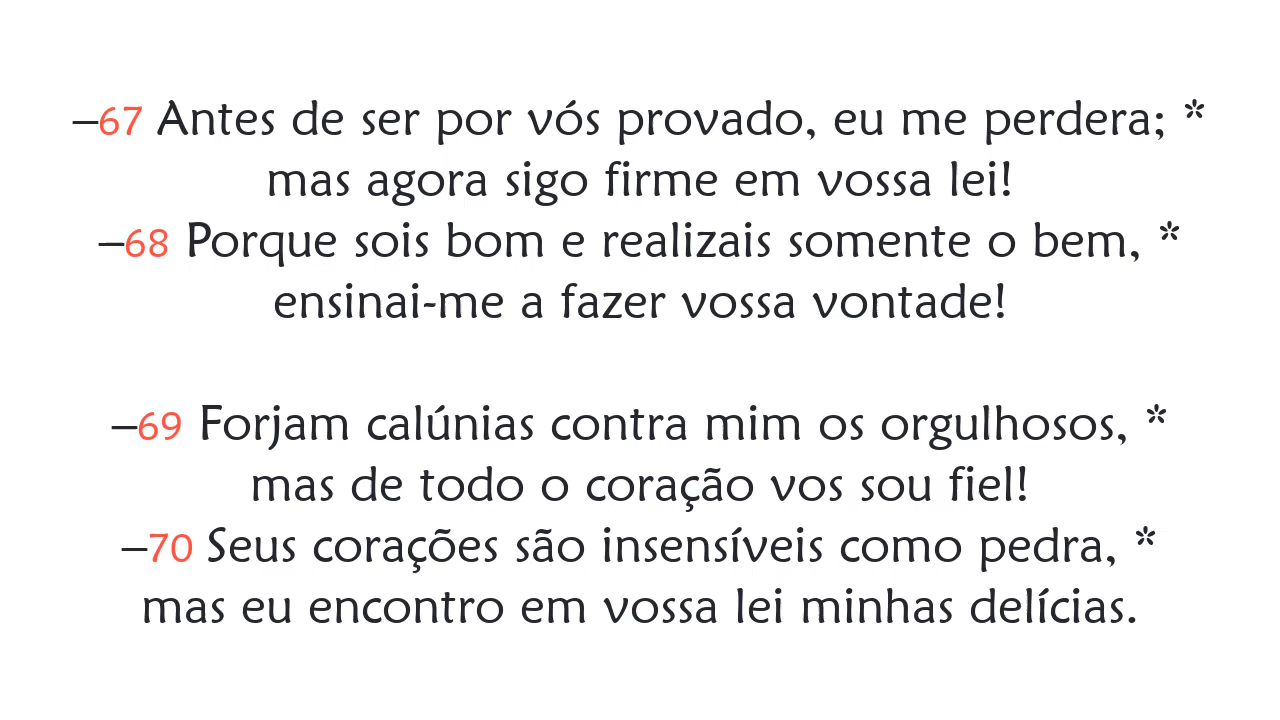 –67 Antes de ser por vós provado, eu me perdera; *
mas agora sigo firme em vossa lei!
–68 Porque sois bom e realizais somente o bem, *
ensinai-me a fazer vossa vontade!
–69 Forjam calúnias contra mim os orgulhosos, *
mas de todo o coração vos sou fiel!
–70 Seus corações são insensíveis como pedra, *
mas eu encontro em vossa lei minhas delícias.